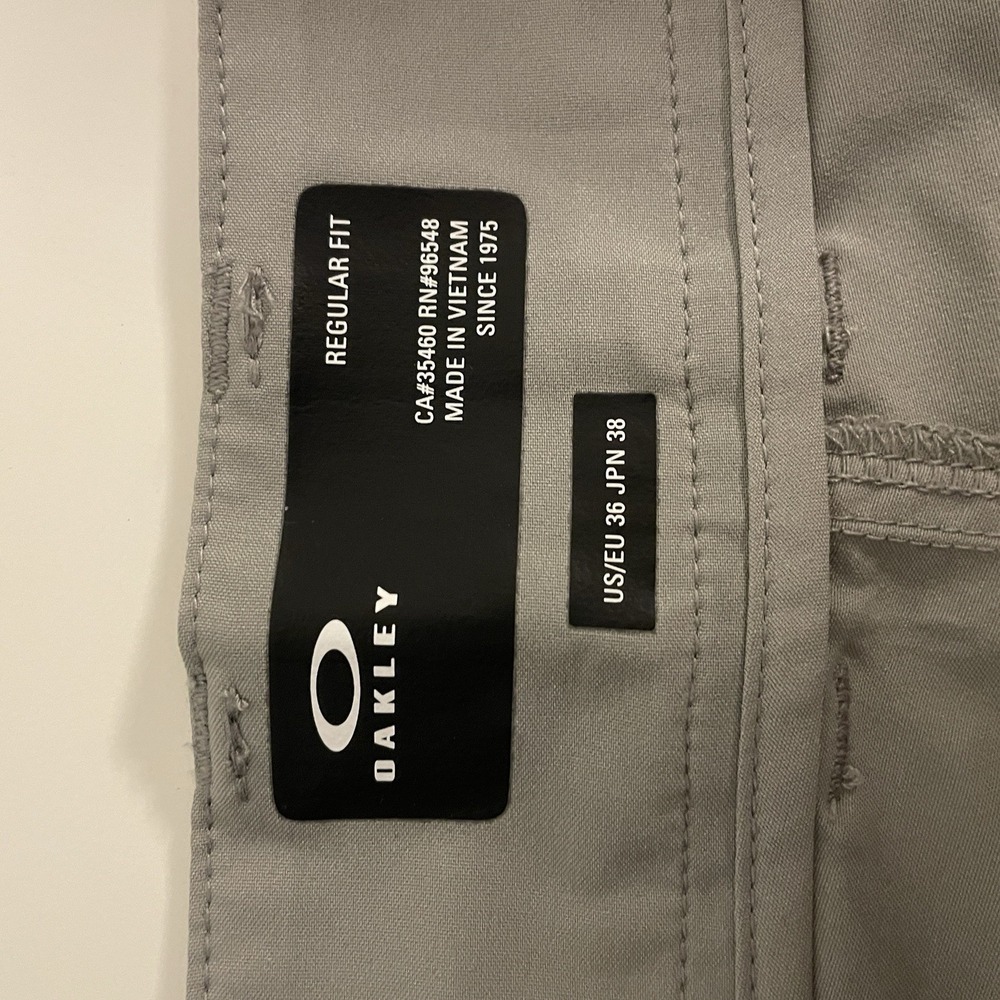 OAKLEY
REGULAR FIT
CA#35460 RN#96548
MADE IN VIETNAM
SINCE 1975
US/EU 36 JPN 38